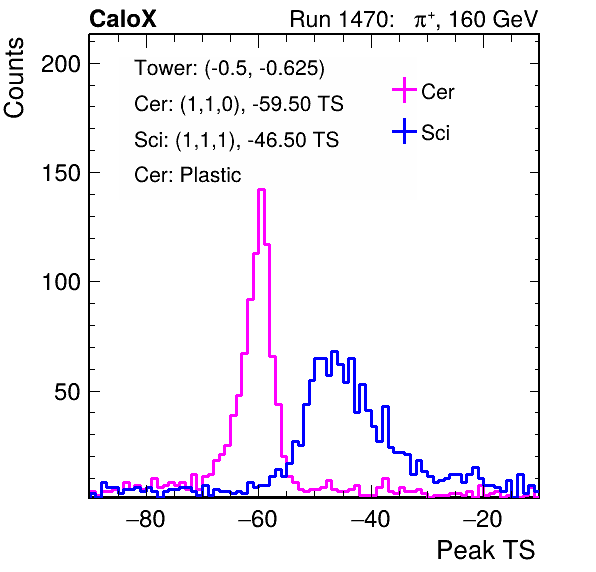 CaloX Run 1470: π⁺, 160 GeV
Counts
Tower: (-0.5, -0.625)
Cer: (1,1,0), -59.50 TS
Sci: (1,1,1), -46.50 TS
Cer: Plastic
Cer
Sci
200
150
100
50
−80 −60 −40 −20
Peak TS